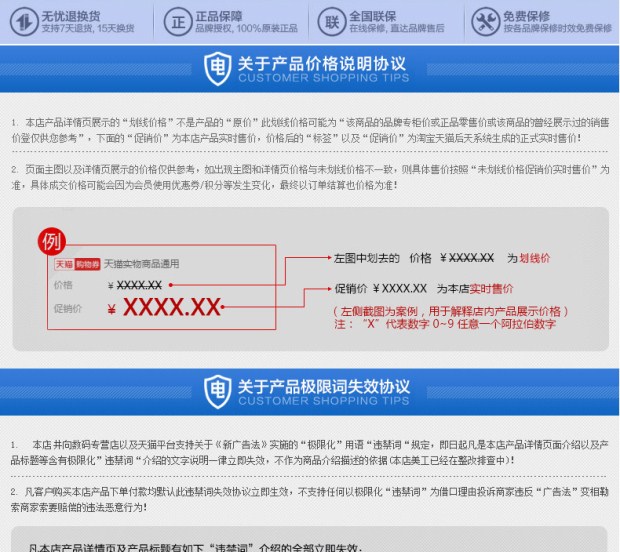 无忧退换货
支持7天退货, 15天换货
正
正品保障
品牌授权, 100%原装正品
联
全国联保
在线保修, 直达品牌售后
免费保修
按各品牌保修时效免费保修
电
关于产品价格说明协议
CUSTOMER SHOPPING TIPS
1. 本店产品详情页展示的“划线价格”不是产品的“原价”此划线价格可能为“该商品的品牌专柜价或正品零售价或该商品的曾经展示过的销售
价登仅供您参考”，下面的“促销价”为本店产品实时售价，价格后的“标签”以及“促销价”为淘宝天猫后天系统生成的正式实时售价!
2. 页面主图以及详情页展示的价格仅供参考，如出现主图和详情页价格与未划线价格不一致，则具体售价按照“未划线价格促销价实时售价”为
准，具体成交价格可能会因为会员使用优惠券/积分等发生变化，最终以订单结算也价格为准!
例
天猫 购物券 天猫实物商品通用
价格 ¥ XXXX.XX
促销价 ¥ XXXX.XX
左图中划去的 价格 ¥XXXX.XX 为划线价
促销价 ¥XXXX.XX 为本店实时售价
（左侧截图为案例，用于解释店内产品展示价格）
注：“X”代表数字 0~9 任意一个阿拉伯数字
电
关于产品极限词失效协议
CUSTOMER SHOPPING TIPS
1. 本店井向数码专营店以及天猫平台支持关于《新广告法》实施的“极限化”用语“违禁词“规定，即日起凡是本店产品详情页面介绍以及产
品标题等含有极限化”违禁词“介绍的文字说明一律立即失效，不作为商品介绍描述的依据(本店美工已经在整改排查中)!
2. 凡客户购买本店产品下单付款均默认此违禁词失效协议立即生效，不支持任何以极限化“违禁词”为借口理由投诉商家违反“广告法”变相勒
索商家索要赔偿的违法恶意行为!
凡本店产品详情页及产品标题有如下“违禁词”介绍的全部立即失效：